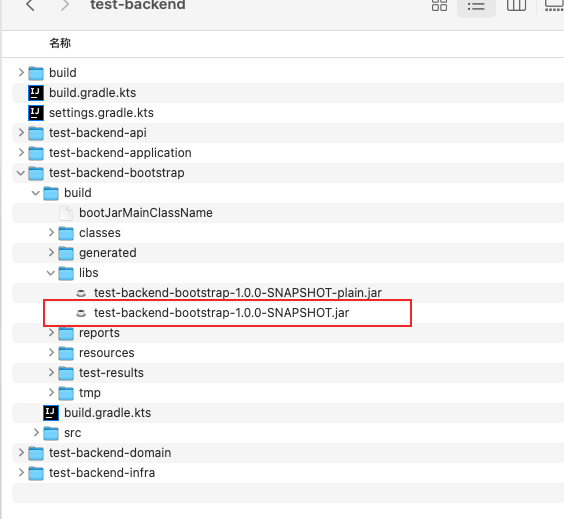 test-backend
名称
build
build.gradle.kts
settings.gradle.kts
test-backend-api
test-backend-application
test-backend-bootstrap
build
bootJarMainClassName
classes
generated
libs
test-backend-bootstrap-1.0.0-SNAPSHOT-plain.jar
test-backend-bootstrap-1.0.0-SNAPSHOT.jar
reports
resources
test-results
tmp
build.gradle.kts
src
test-backend-domain
test-backend-infra